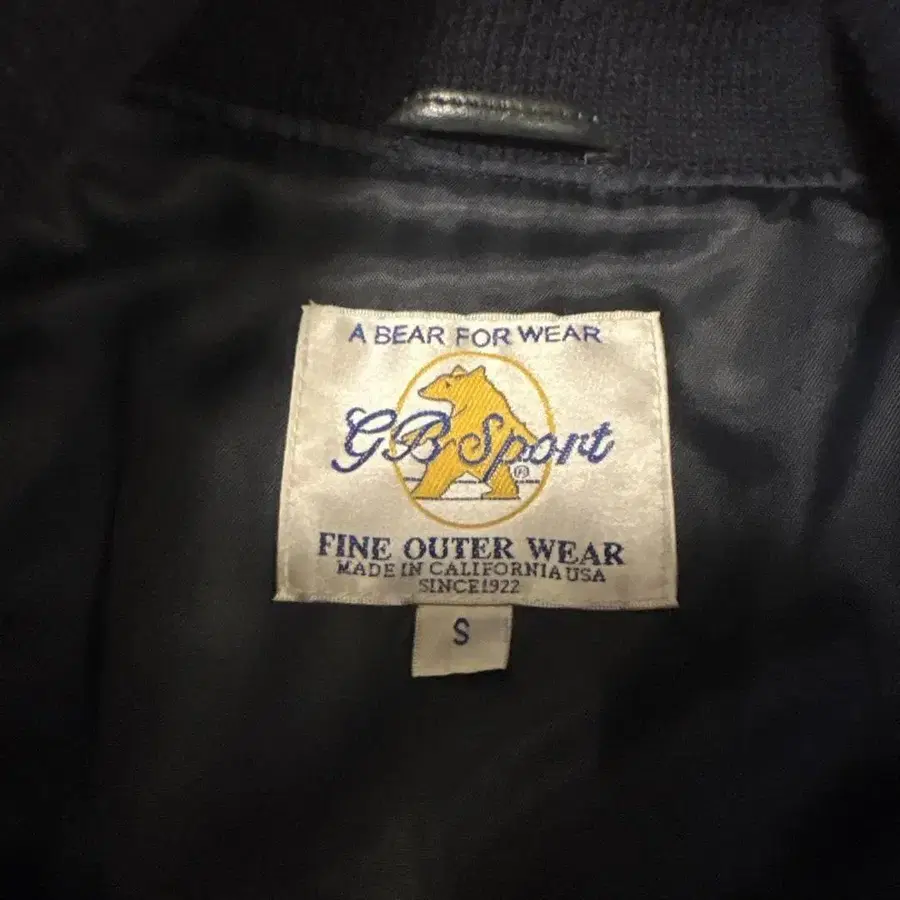 A BEAR FOR WEAR
GB Sport ®
FINE OUTER WEAR
MADE IN CALIFORNIA USA
SINCE1922
S